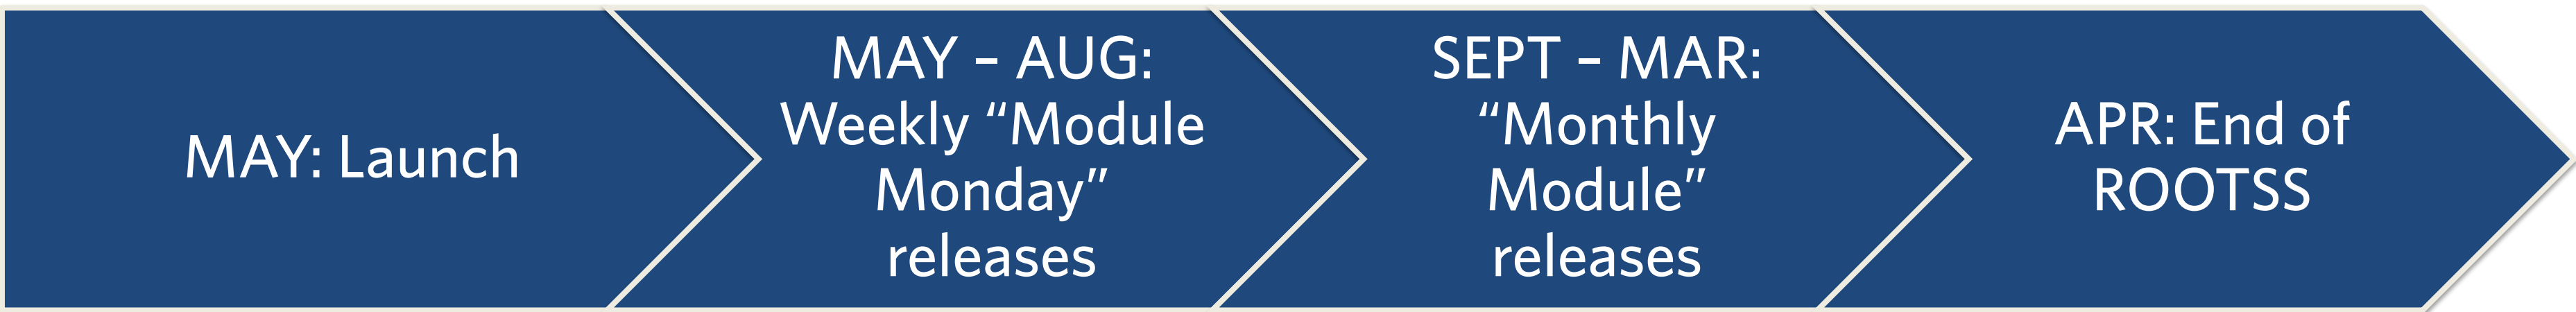 MAY: Launch
MAY – AUG:
Weekly “Module
Monday”
releases
SEPT – MAR:
“Monthly
Module”
releases
APR: End of
ROOTSS